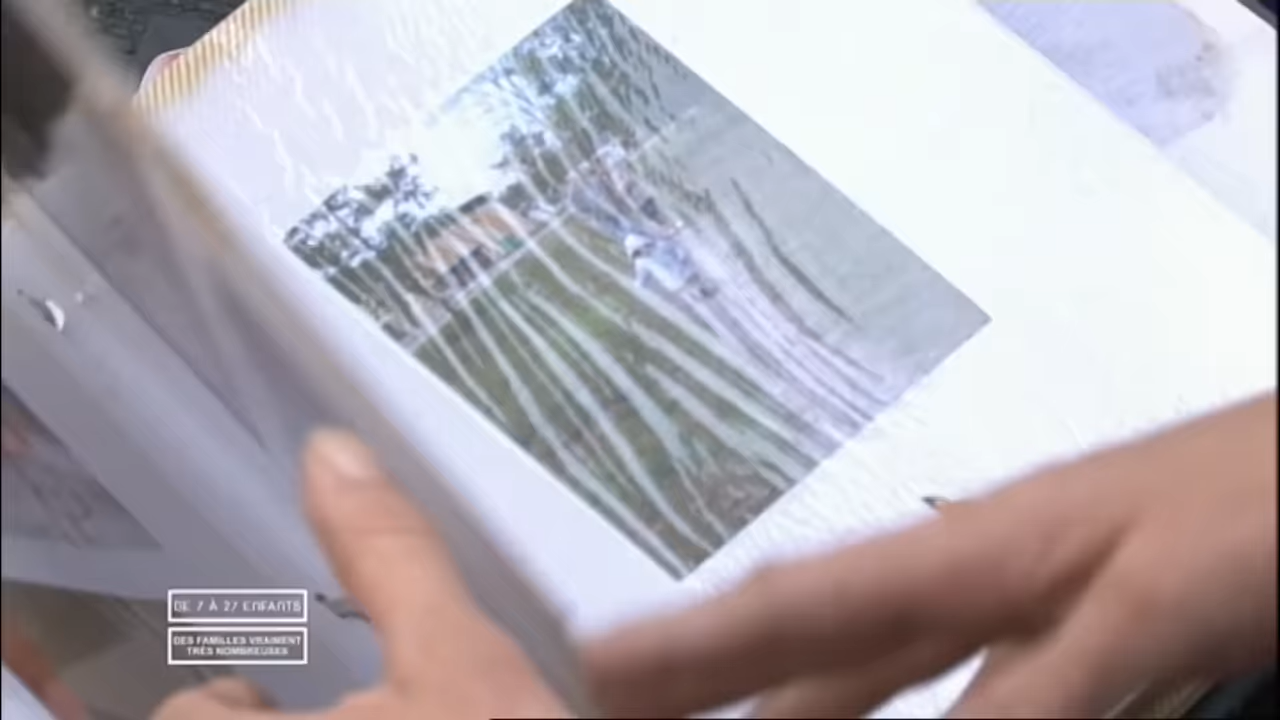 DE 7 À 27 ENFANTS
DES FAMILLES VRAIMENT
TRÈS NOMBREUSES